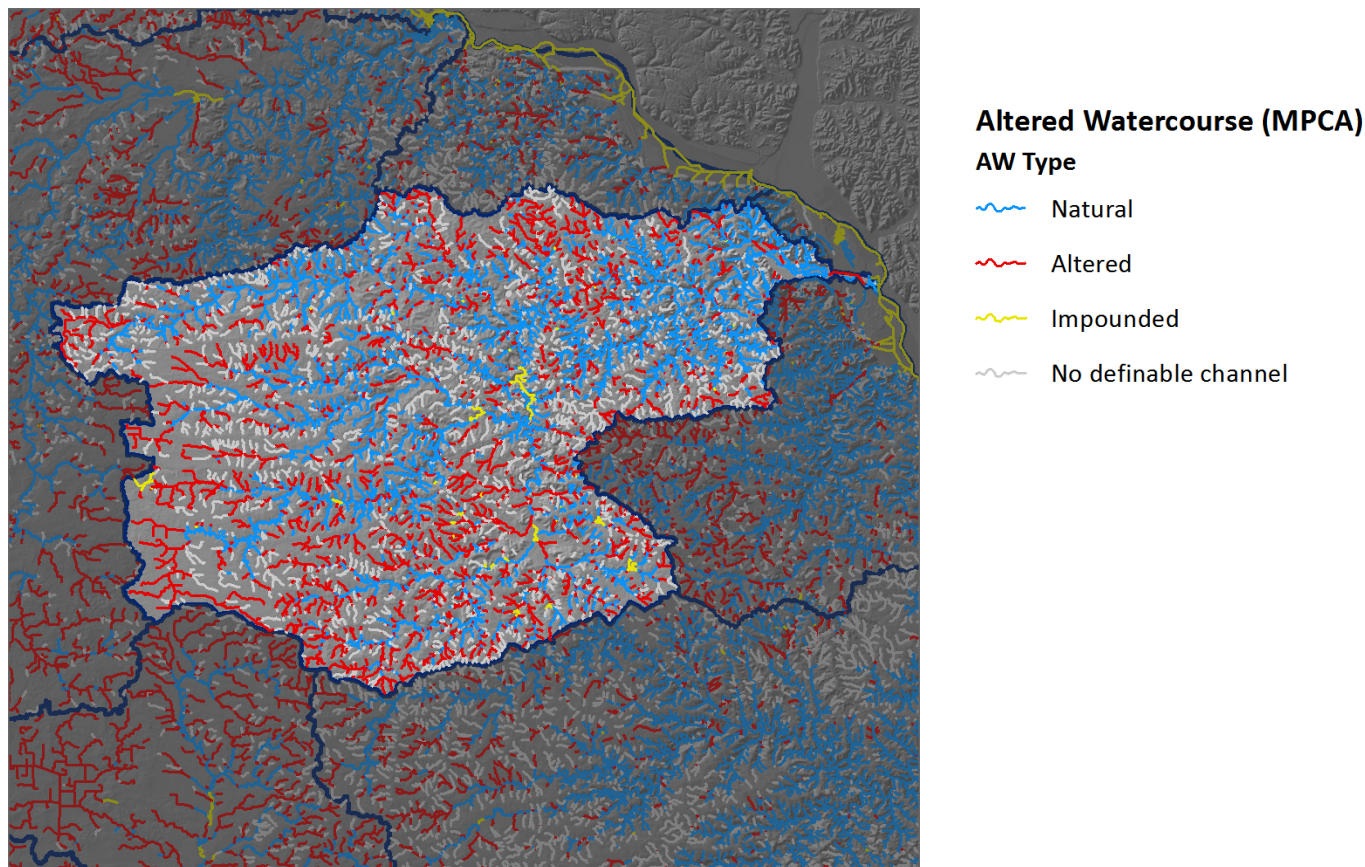 Altered Watercourse (MPCA)
AW Type
Natural
Altered
Impounded
No definable channel